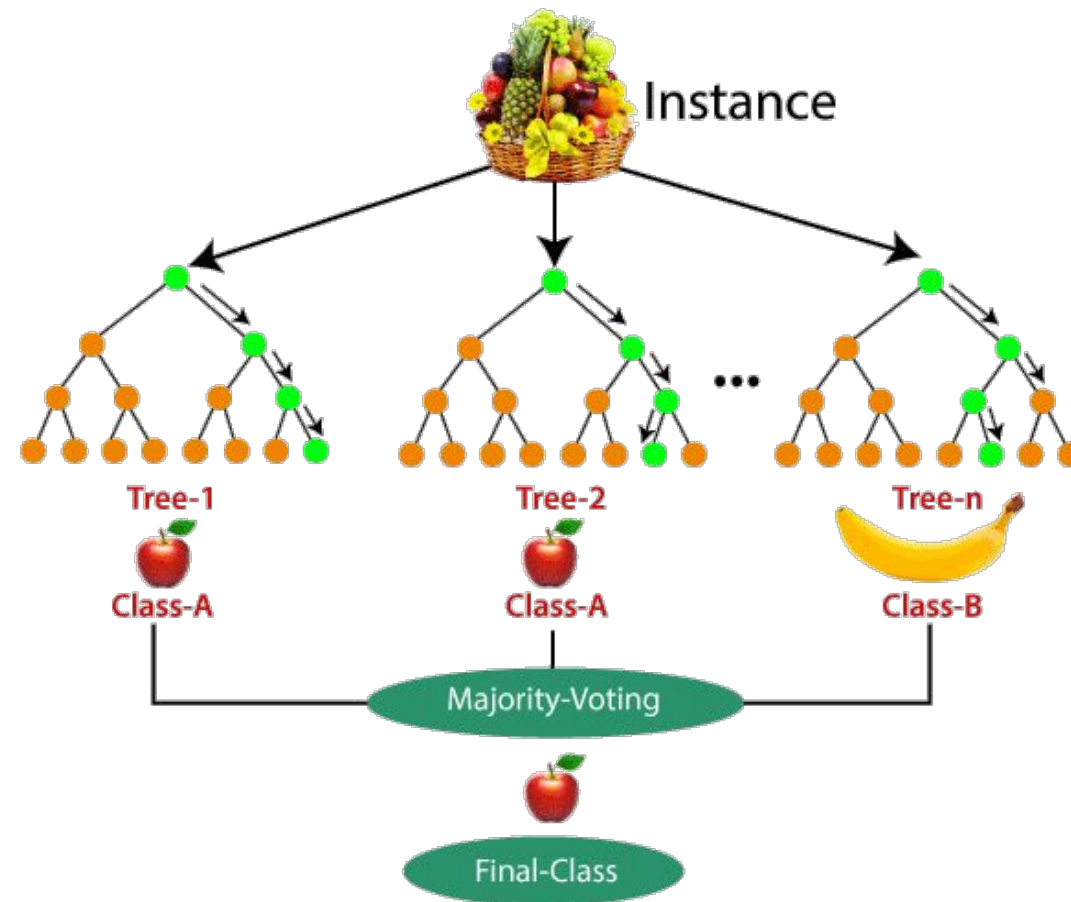 Instance
...
Tree-1
Tree-2
Tree-n
Class-A
Class-A
Class-B
Majority-Voting
Final-Class